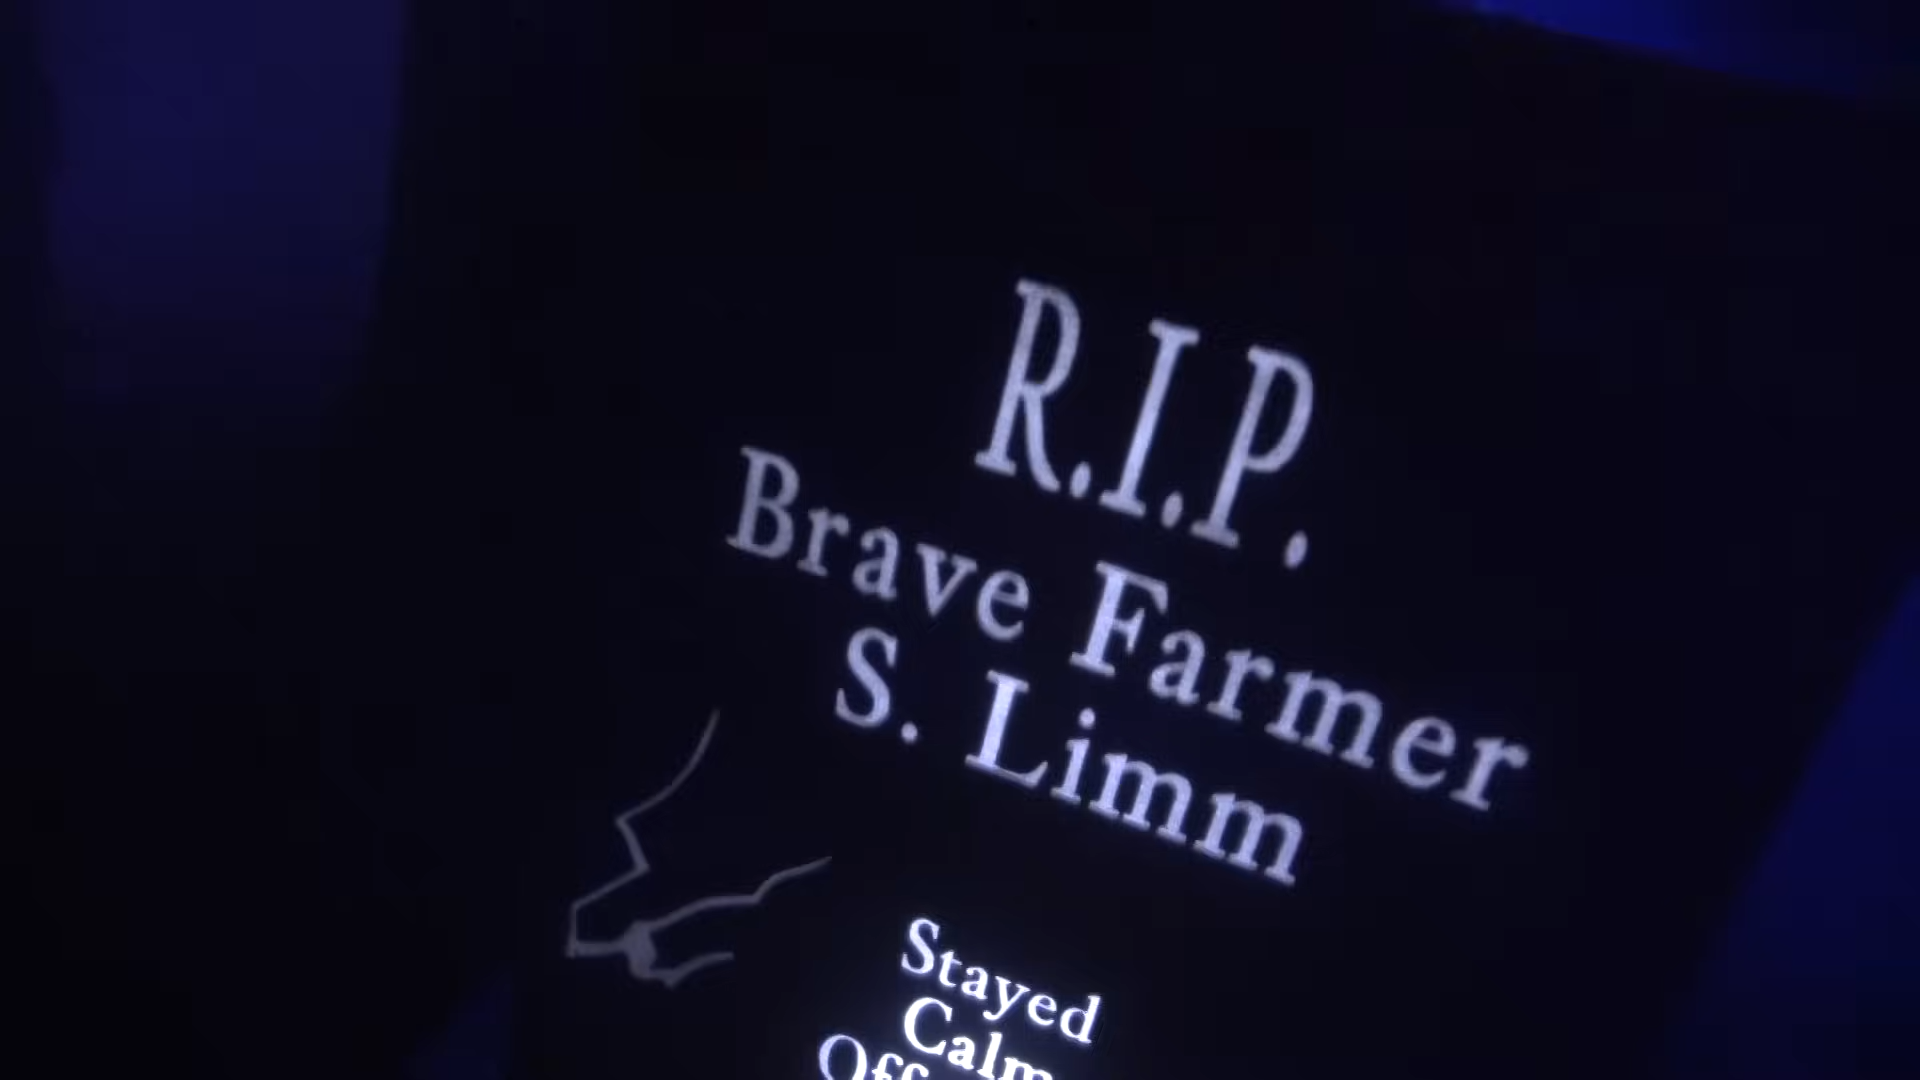 R.I.P.
Brave Farmer
S. Limm
Stayed
Calm